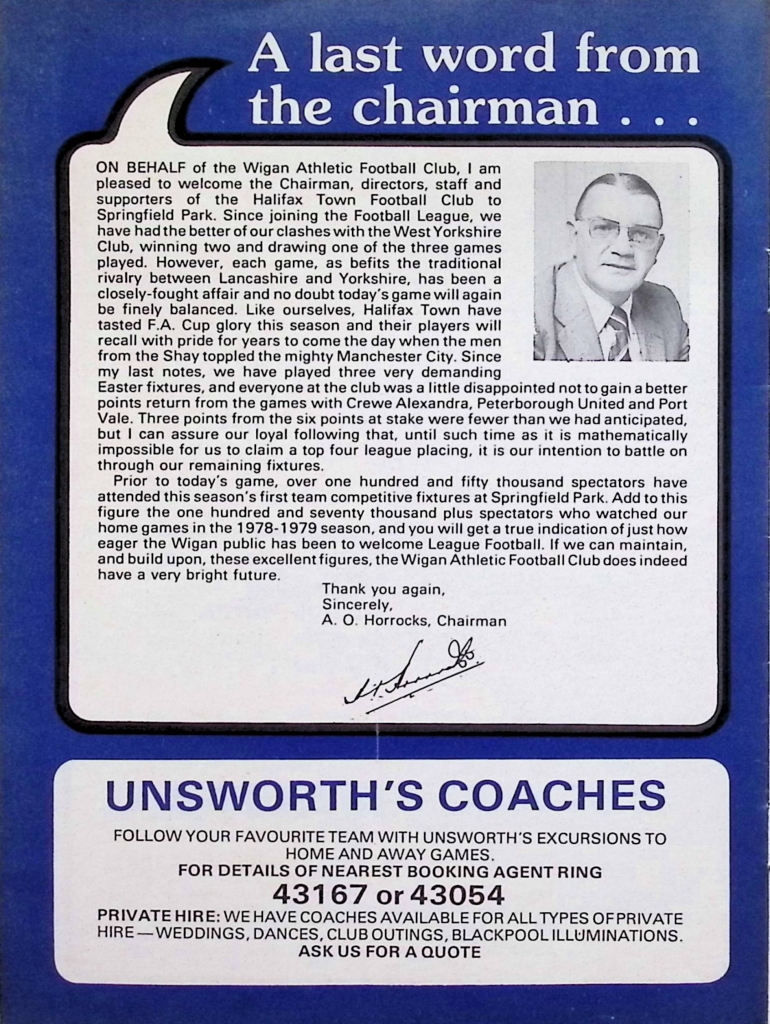 A last word from
the chairman . . .
ON BEHALF of the Wigan Athletic Football Club, I am
pleased to welcome the Chairman, directors, staff and
supporters of the Halifax Town Football Club to
Springfield Park. Since joining the Football League, we
have had the better of our clashes with the West Yorkshire
Club, winning two and drawing one of the three games
played. However, each game, as befits the traditional
rivalry between Lancashire and Yorkshire, has been a
closely-fought affair and no doubt today's game will again
be finely balanced. Like ourselves, Halifax Town have
tasted F.A. Cup glory this season and their players will
recall with pride for years to come the day when the men
from the Shay toppled the mighty Manchester City. Since
my last notes, we have played three very demanding
Easter fixtures, and everyone at the club was a little disappointed not to gain a better
points return from the games with Crewe Alexandra, Peterborough United and Port
Vale. Three points from the six points at stake were fewer than we had anticipated,
but I can assure our loyal following that, until such time as it is mathematically
impossible for us to claim a top four league placing, it is our intention to battle on
through our remaining fixtures.
Prior to today's game, over one hundred and fifty thousand spectators have
attended this season's first team competitive fixtures at Springfield Park. Add to this
figure the one hundred and seventy thousand plus spectators who watched our
home games in the 1978-1979 season, and you will get a true indication of just how
eager the Wigan public has been to welcome League Football. If we can maintain,
and build upon, these excellent figures, the Wigan Athletic Football Club does indeed
have a very bright future.
Thank you again,
Sincerely,
A. O. Horrocks, Chairman
UNSWORTH'S COACHES
FOLLOW YOUR FAVOURITE TEAM WITH UNSWORTH'S EXCURSIONS TO
HOME AND AWAY GAMES.
FOR DETAILS OF NEAREST BOOKING AGENT RING
43167 or 43054
PRIVATE HIRE: WE HAVE COACHES AVAILABLE FOR ALL TYPES OF PRIVATE
HIRE — WEDDINGS, DANCES, CLUB OUTINGS, BLACKPOOL ILLUMINATIONS.
ASK US FOR A QUOTE